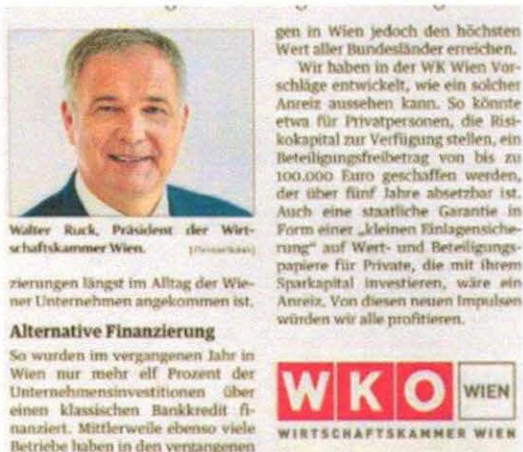 Walter Ruck, Präsident der Wirt-
schaftskammer Wien.
zierungen längst im Alltag der Wie-
ner Unternehmen angekommen ist.
Alternative Finanzierung
So wurden im vergangenen Jahr in
Wien nur mehr elf Prozent der
Unternehmensinvestitionen über
einen klassischen Bankkredit fi-
nanziert. Mittlerweile ebenso viele
Betriebe haben in den vergangenen
gen in Wien jedoch den höchsten
Wert aller Bundesländer erreichen.
Wir haben in der WK Wien Vor-
schläge entwickelt, wie ein solcher
Anreiz aussehen kann. So könnte
etwa für Privatpersonen, die Risi-
kokapital zur Verfügung stellen, ein
Beteiligungsfreibetrag von bis zu
100.000 Euro geschaffen werden,
der über fünf Jahre absetzbar ist.
Auch eine staatliche Garantie in
Form einer „kleinen Einlagensiche-
rung“ auf Wert- und Beteiligungs-
papiere für Private, die mit ihrem
Sparkapital investieren, wäre ein
Anreiz. Von diesen neuen Impulsen
würden wir alle profitieren.
WKO WIEN
WIRTSCHAFTSKAMMER WIEN